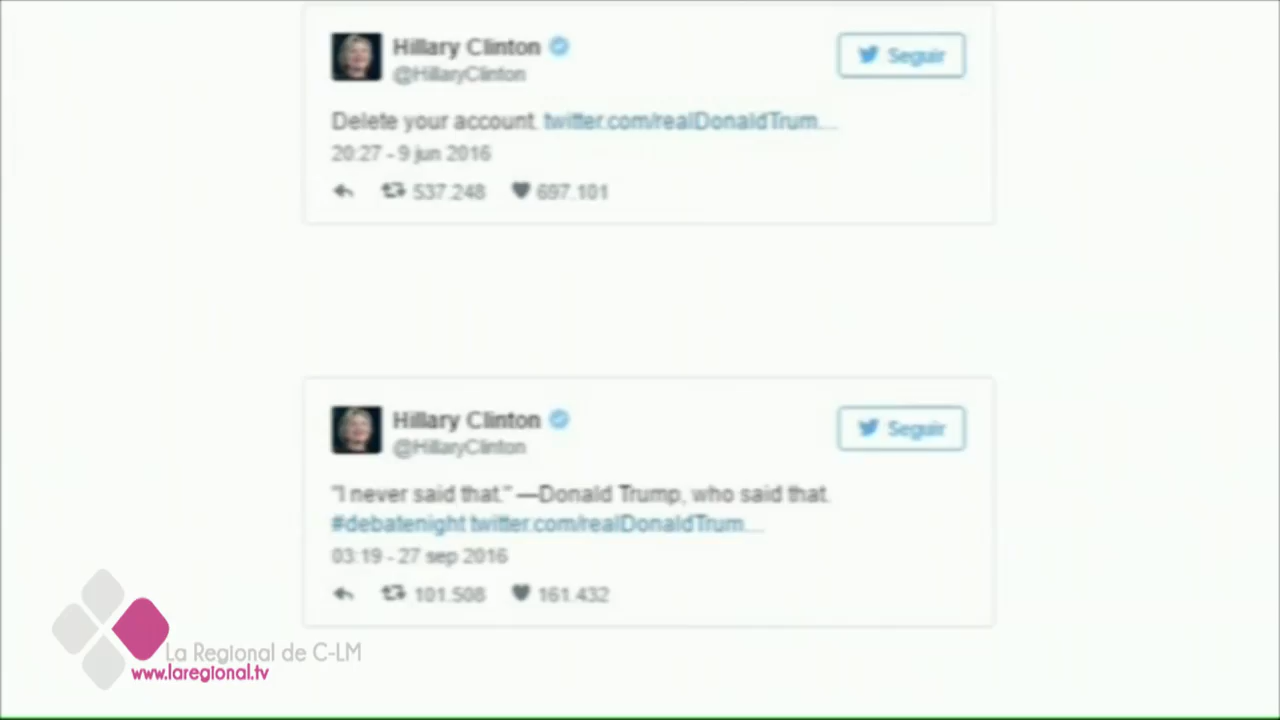 Hillary Clinton
@HillaryClinton
Seguir
Delete your account. twitter.com/realDonaldTrum...
20:27 - 9 jun 2016
537.248 697.101
Hillary Clinton
@HillaryClinton
Seguir
"I never said that." —Donald Trump, who said that.
#debatenight twitter.com/realDonaldTrum...
03:19 - 27 sep 2016
101.508 161.432
La Regional de C-LM
www.laregional.tv